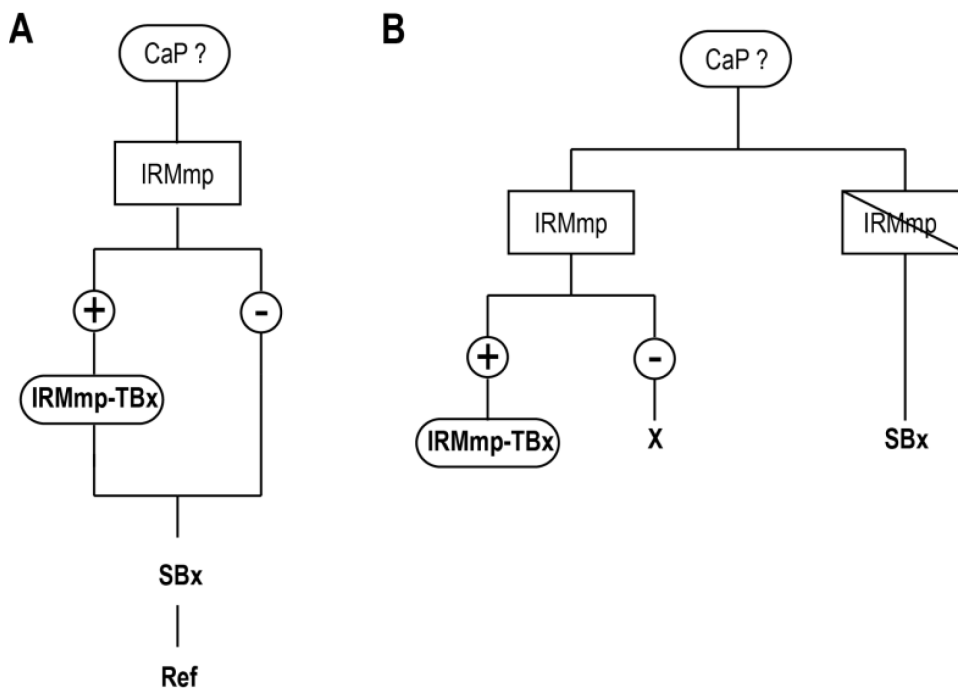 A
CaP ?
IRMmp
+
-
IRMmp-TBx
SBx
Ref
B
CaP ?
IRMmp
IRMmp
+
-
IRMmp-TBx
X
SBx